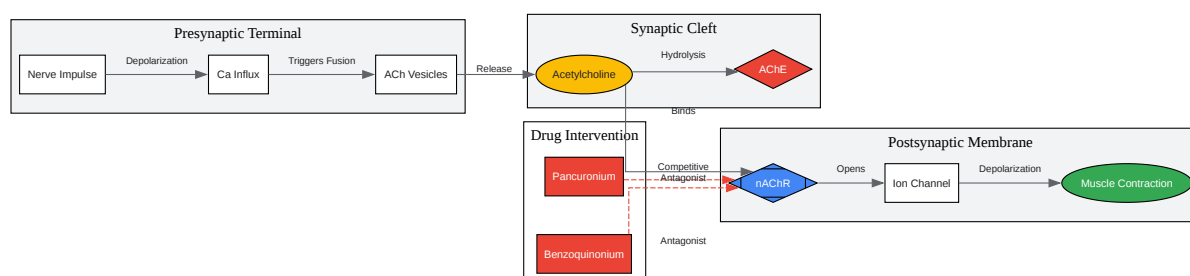 Presynaptic Terminal
Nerve Impulse
Depolarization
Ca Influx
Triggers Fusion
ACh Vesicles
Release
Synaptic Cleft
Acetylcholine
Hydrolysis
AChE
Binds
Drug Intervention
Pancuronium
Competitive
Antagonist
Benzoquinonium
Antagonist
Postsynaptic Membrane
nAChR
Opens
Ion Channel
Depolarization
Muscle Contraction